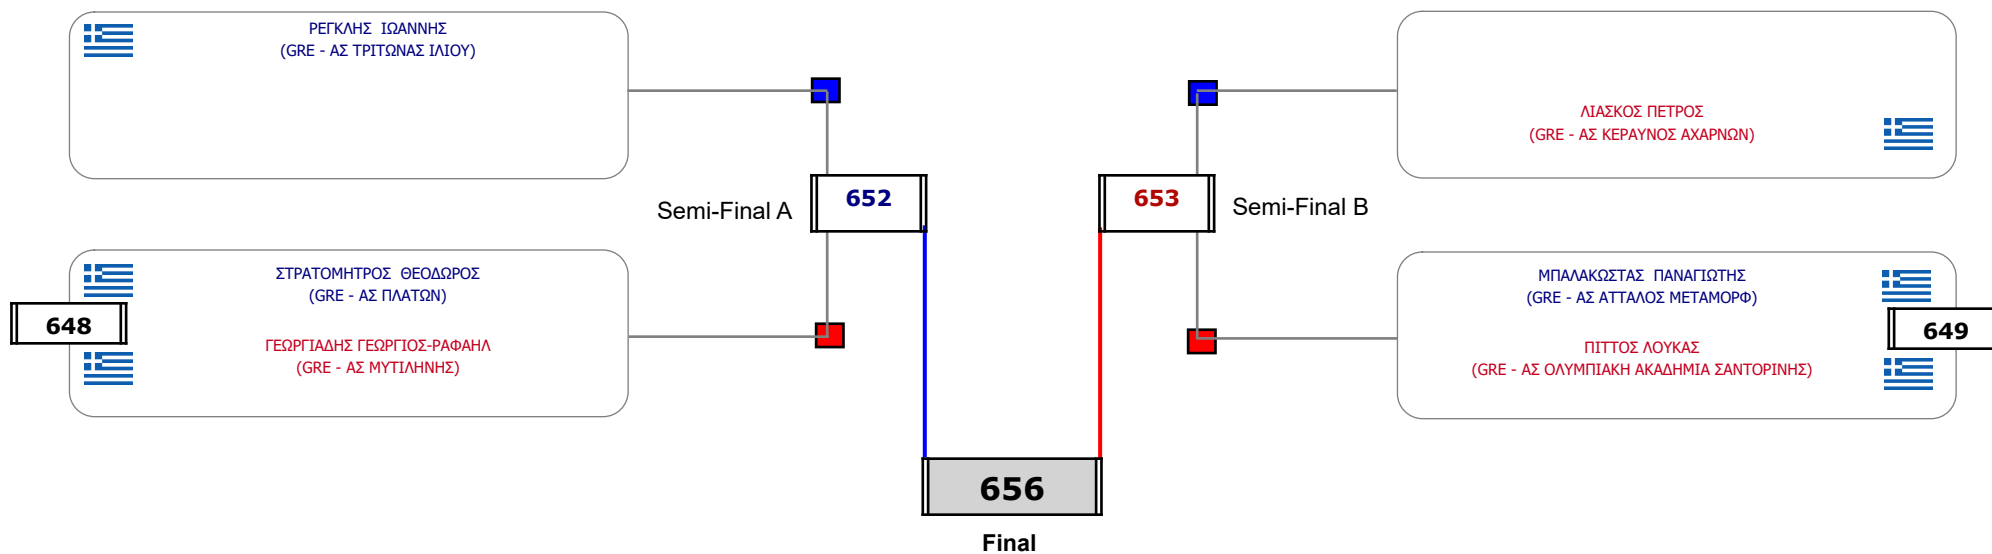 ΡΕΓΚΛΗΣ ΙΩΑΝΝΗΣ
(GRE - ΑΣ ΤΡΙΤΩΝΑΣ ΙΛΙΟΥ)
ΛΙΑΣΚΟΣ ΠΕΤΡΟΣ
(GRE - ΑΣ ΚΕΡΑΥΝΟΣ ΑΧΑΡΝΩΝ)
Semi-Final A
652
653
Semi-Final B
ΣΤΡΑΤΟΜΗΤΡΟΣ ΘΕΟΔΩΡΟΣ
(GRE - ΑΣ ΠΛΑΤΩΝ)
648
ΓΕΩΡΓΙΑΔΗΣ ΓΕΩΡΓΙΟΣ-ΡΑΦΑΗΛ
(GRE - ΑΣ ΜΥΤΙΛΗΝΗΣ)
ΜΠΑΛΑΚΩΣΤΑΣ ΠΑΝΑΓΙΩΤΗΣ
(GRE - ΑΣ ΑΤΤΑΛΟΣ ΜΕΤΑΜΟΡΦ)
649
ΠΙΤΤΟΣ ΛΟΥΚΑΣ
(GRE - ΑΣ ΟΛΥΜΠΙΑΚΗ ΑΚΑΔΗΜΙΑ ΣΑΝΤΟΡΙΝΗΣ)
656
Final